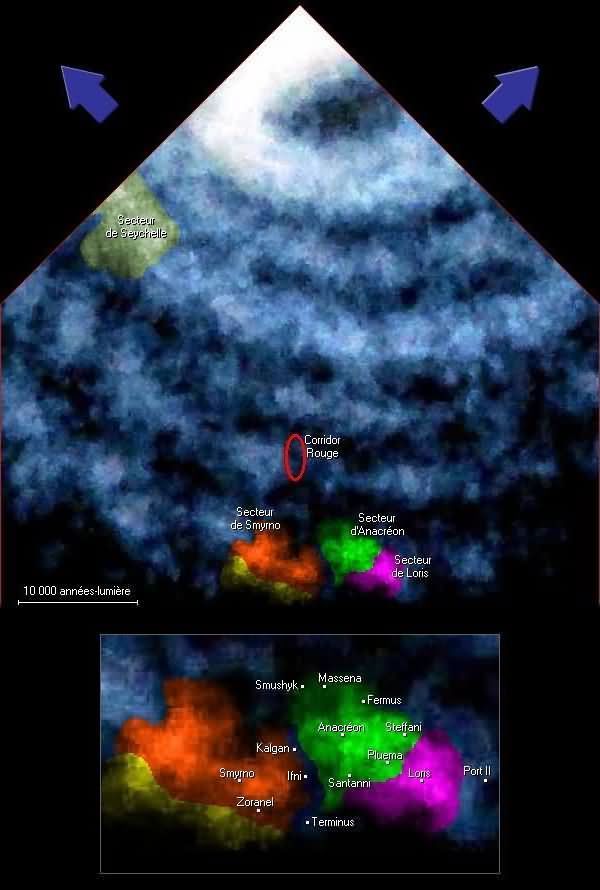 Secteur
de Seychelle
Corridor
Rouge
Secteur
de Smyrno
Secteur
d'Anacréon
Secteur
de Loris
10 000 années-lumière
Smushyk
Massena
Fermus
Anacréon
Steffani
Kalgan
Pluema
Smyrno
Ifni
Santanni
Loris
Port II
Zoranel
Terminus